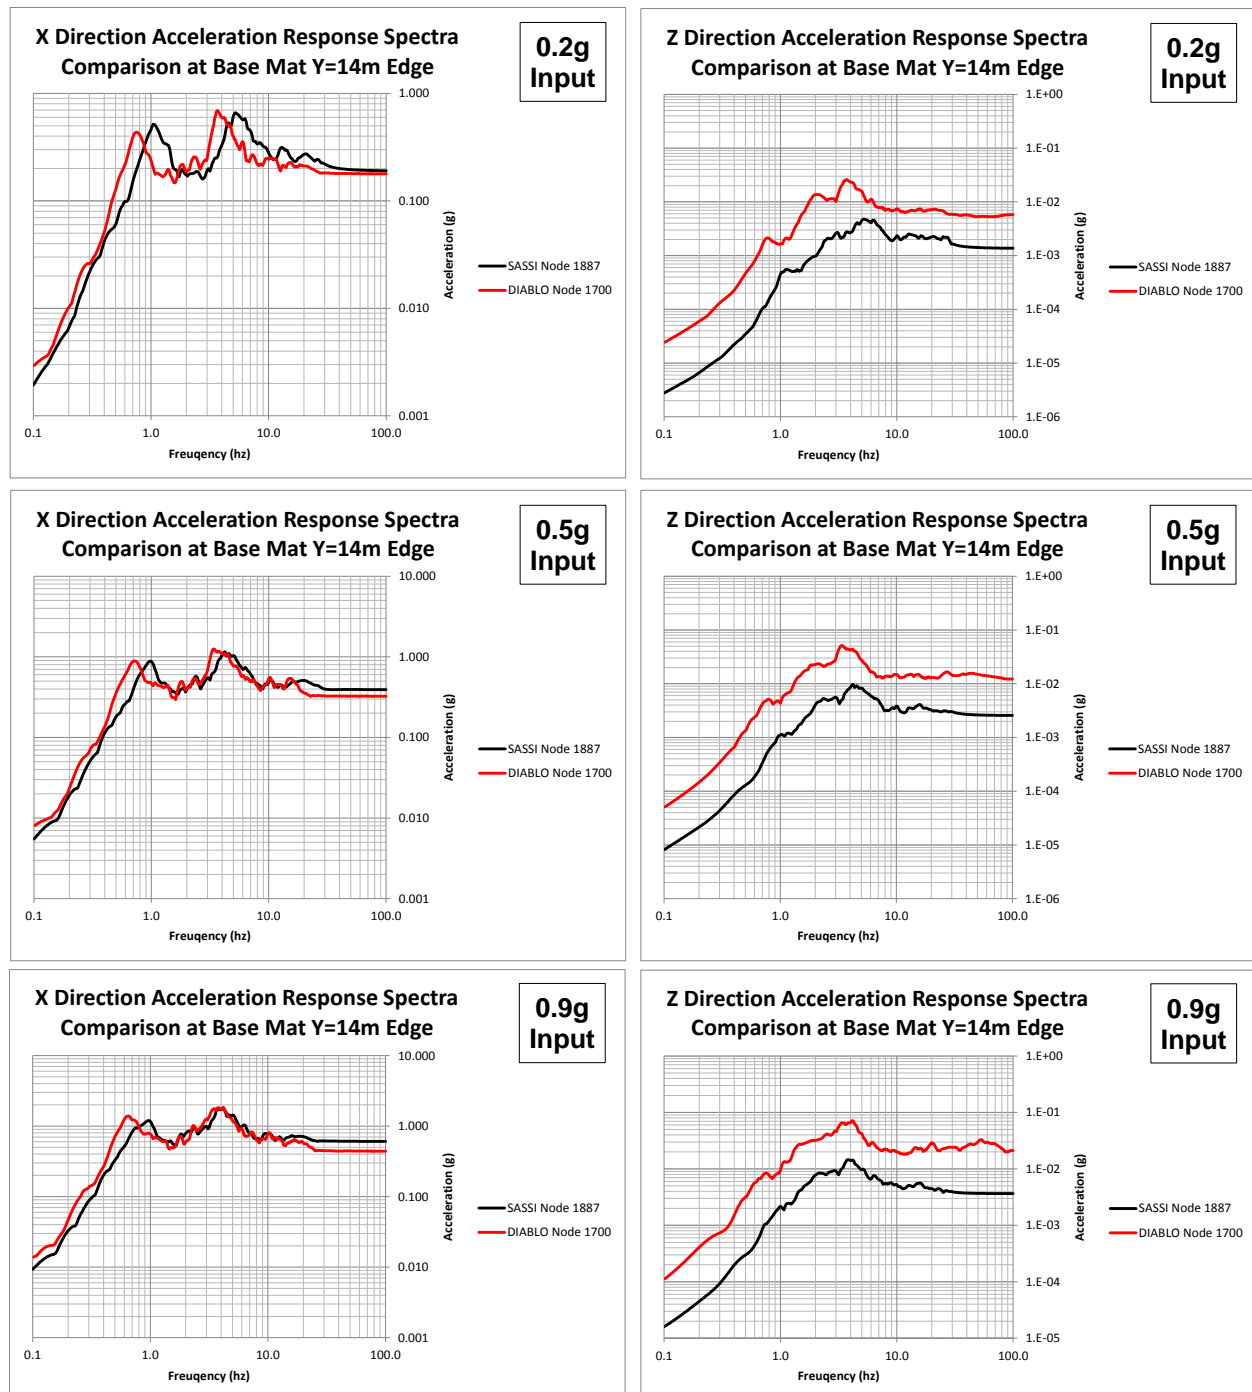 X Direction Acceleration Response Spectra
Comparison at Base Mat Y=14m Edge
0.2g
Input
1.000
0.100
0.010
0.001
0.1
1.0
10.0
100.0
Freuqency (hz)
Acceleration (g)
SASSI Node 1887
DIABLO Node 1700
Z Direction Acceleration Response Spectra
Comparison at Base Mat Y=14m Edge
0.2g
Input
1.E+00
1.E-01
1.E-02
1.E-03
1.E-04
1.E-05
1.E-06
0.1
1.0
10.0
100.0
Freuqency (hz)
Acceleration (g)
SASSI Node 1887
DIABLO Node 1700
X Direction Acceleration Response Spectra
Comparison at Base Mat Y=14m Edge
0.5g
Input
10.000
1.000
0.100
0.010
0.001
0.1
1.0
10.0
100.0
Freuqency (hz)
Acceleration (g)
SASSI Node 1887
DIABLO Node 1700
Z Direction Acceleration Response Spectra
Comparison at Base Mat Y=14m Edge
0.5g
Input
1.E+00
1.E-01
1.E-02
1.E-03
1.E-04
1.E-05
1.E-06
0.1
1.0
10.0
100.0
Freuqency (hz)
Acceleration (g)
SASSI Node 1887
DIABLO Node 1700
X Direction Acceleration Response Spectra
Comparison at Base Mat Y=14m Edge
0.9g
Input
10.000
1.000
0.100
0.010
0.001
0.1
1.0
10.0
100.0
Freuqency (hz)
Acceleration (g)
SASSI Node 1887
DIABLO Node 1700
Z Direction Acceleration Response Spectra
Comparison at Base Mat Y=14m Edge
0.9g
Input
1.E+00
1.E-01
1.E-02
1.E-03
1.E-04
1.E-05
0.1
1.0
10.0
100.0
Freuqency (hz)
Acceleration (g)
SASSI Node 1887
DIABLO Node 1700